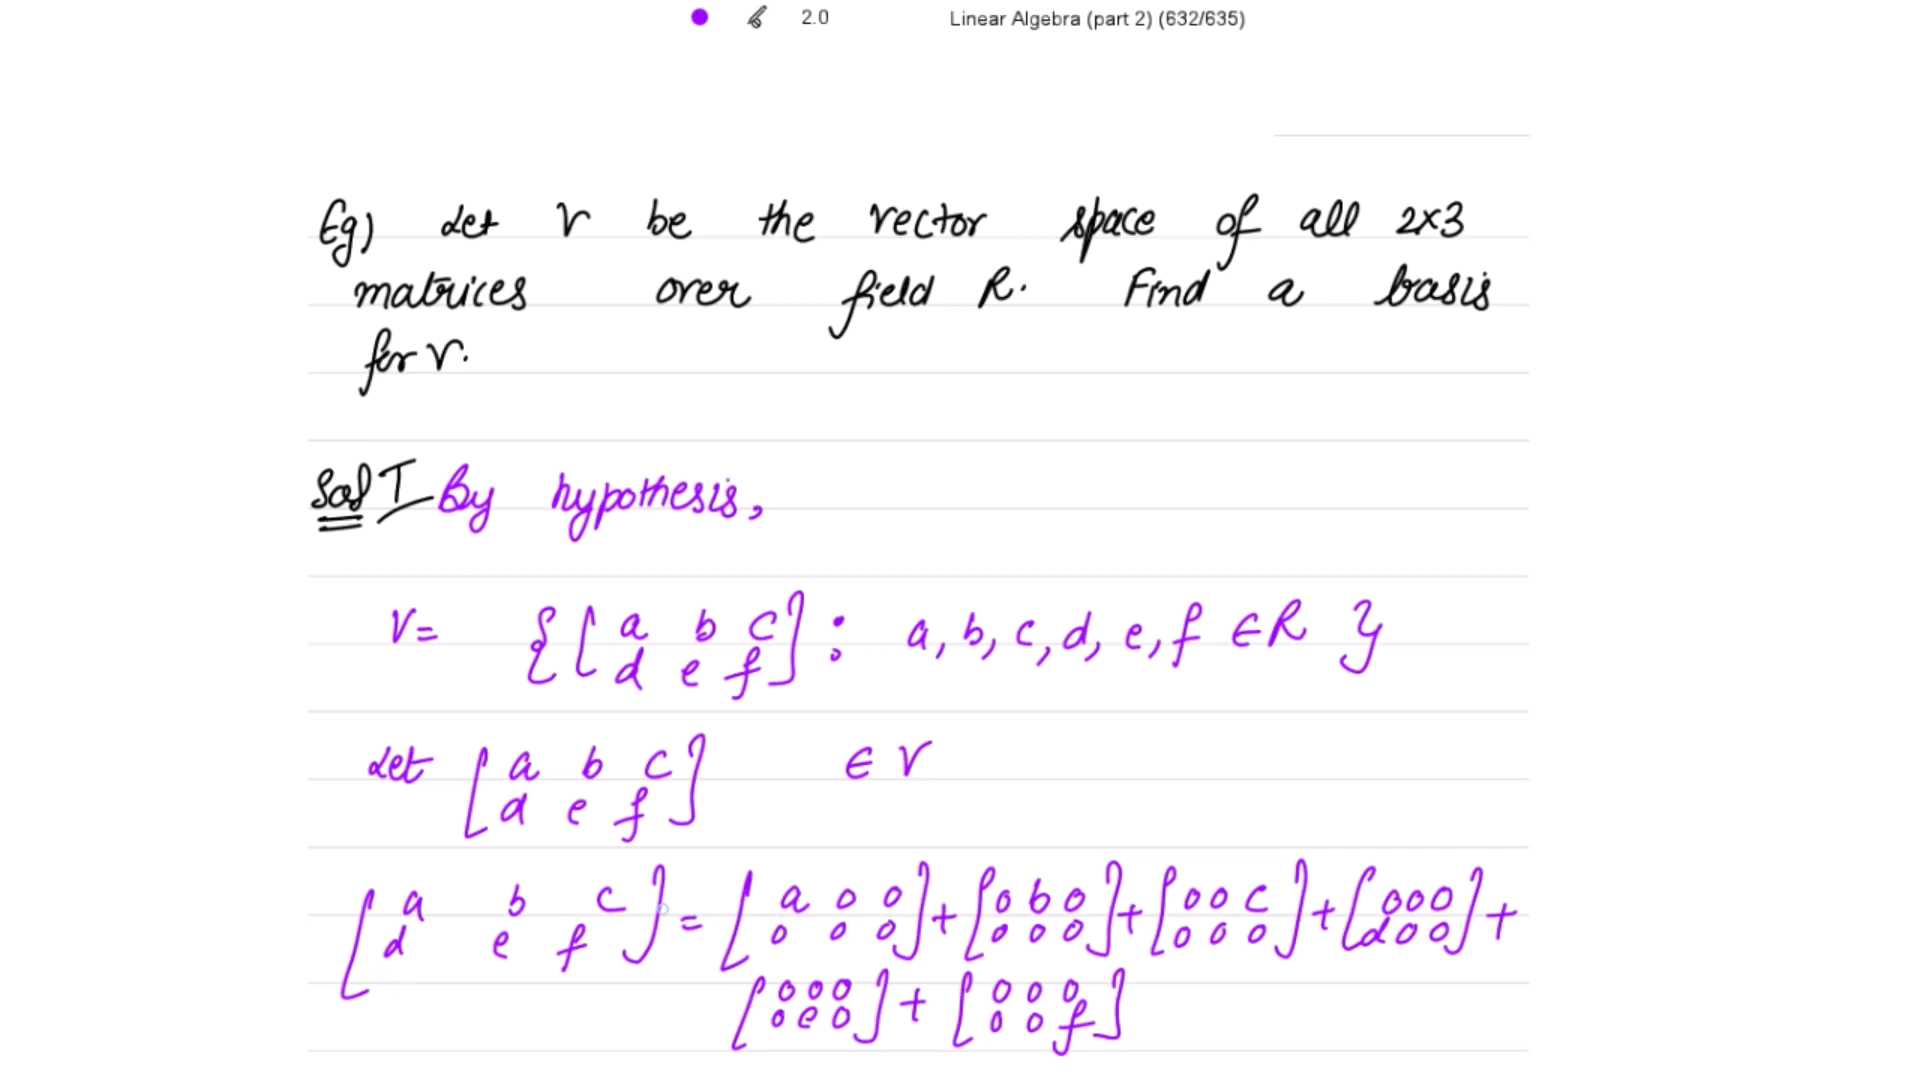 2.0 Linear Algebra (part 2) (632/635)
Eg) Let V be the vector space of all 2x3
matrices over field R. Find a basis
for V.
Sol I By hypothesis,
V = {[a b c
d e f] : a, b, c, d, e, f ∈ R }
Let [a b c
d e f] ∈ V
[a b c
d e f] = [a 0 0
0 0 0] + [0 b 0
0 0 0] + [0 0 c
0 0 0] + [0 0 0
d 0 0] +
[0 0 0
0 e 0] + [0 0 0
0 0 f]